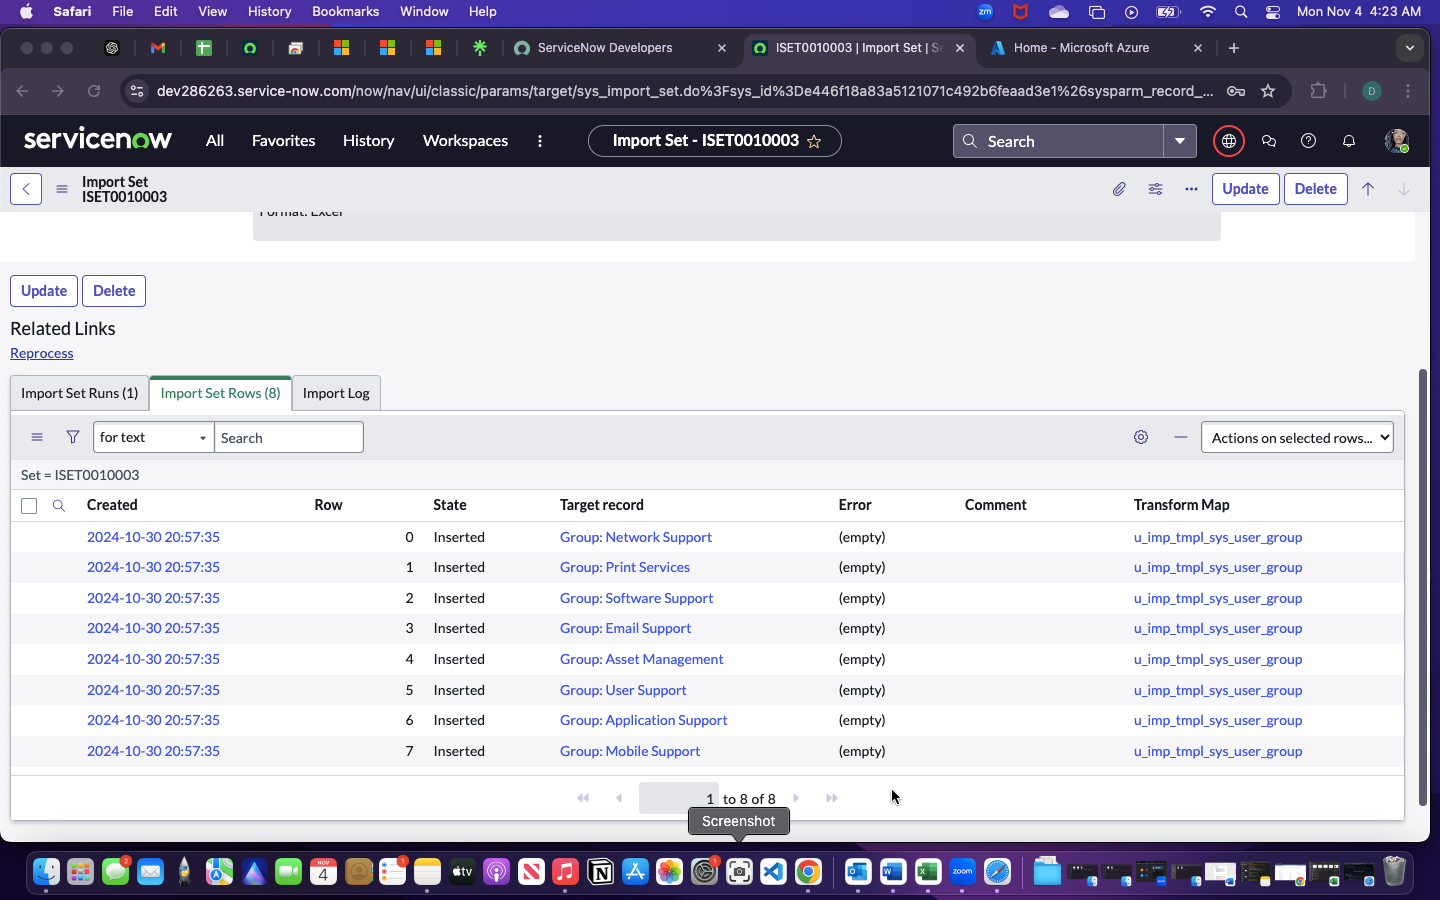 Safari File Edit View History Bookmarks Window Help zm Mon Nov 4 4:23 AM
ServiceNow Developers ISET0010003 | Import Set | S Home - Microsoft Azure
dev286263.service-now.com/now/nav/ui/classic/params/target/sys_import_set.do%3Fsys_id%3De446f18a83a5121071c492b6feaad3e1%26sysparm_record_... D
servicenow All Favorites History Workspaces Import Set - ISET0010003 Search
Import Set
ISET0010003
Update Delete
Format: Excel
Update Delete
Related Links
Reprocess
Import Set Runs (1) Import Set Rows (8) Import Log
for text Search Actions on selected rows...
Set = ISET0010003
Created Row State Target record Error Comment Transform Map
2024-10-30 20:57:35 0 Inserted Group: Network Support (empty) u_imp_tmpl_sys_user_group
2024-10-30 20:57:35 1 Inserted Group: Print Services (empty) u_imp_tmpl_sys_user_group
2024-10-30 20:57:35 2 Inserted Group: Software Support (empty) u_imp_tmpl_sys_user_group
2024-10-30 20:57:35 3 Inserted Group: Email Support (empty) u_imp_tmpl_sys_user_group
2024-10-30 20:57:35 4 Inserted Group: Asset Management (empty) u_imp_tmpl_sys_user_group
2024-10-30 20:57:35 5 Inserted Group: User Support (empty) u_imp_tmpl_sys_user_group
2024-10-30 20:57:35 6 Inserted Group: Application Support (empty) u_imp_tmpl_sys_user_group
2024-10-30 20:57:35 7 Inserted Group: Mobile Support (empty) u_imp_tmpl_sys_user_group
1 to 8 of 8
Screenshot
2 NOV 4 1 tv 1 zoom